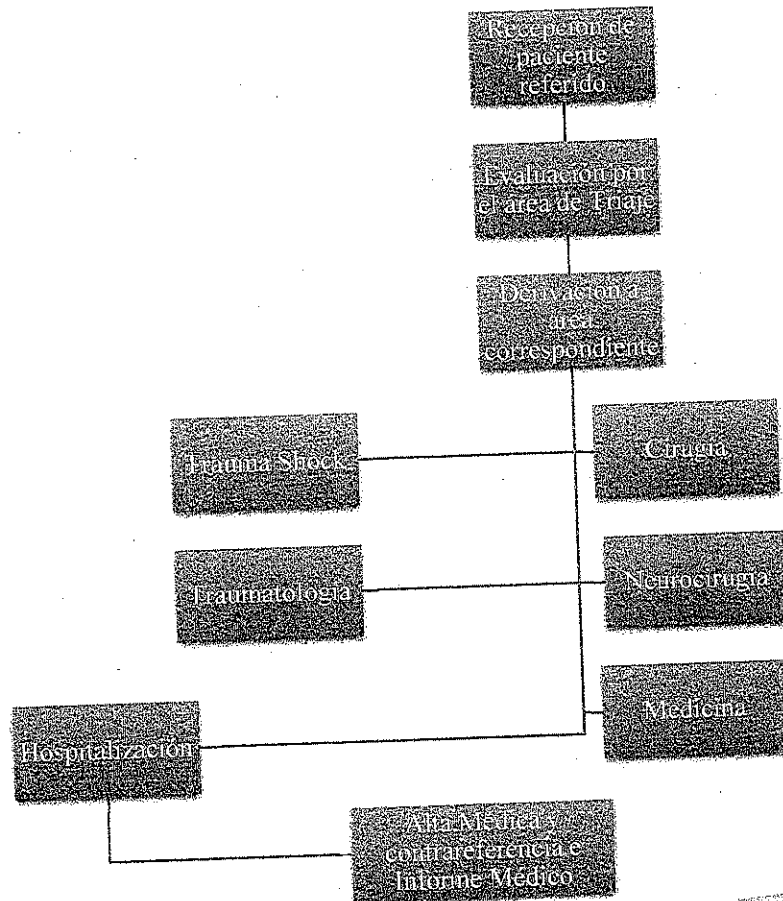 Recepción de
paciente
referido
Evaluación por
el área de Triaje
Derivación a
área
correspondiente
Trauma Shock
Cirugía
Traumatología
Neurocirugía
Medicina
Hospitalización
Alta Médica y
contrareferencia e
Informe Médico